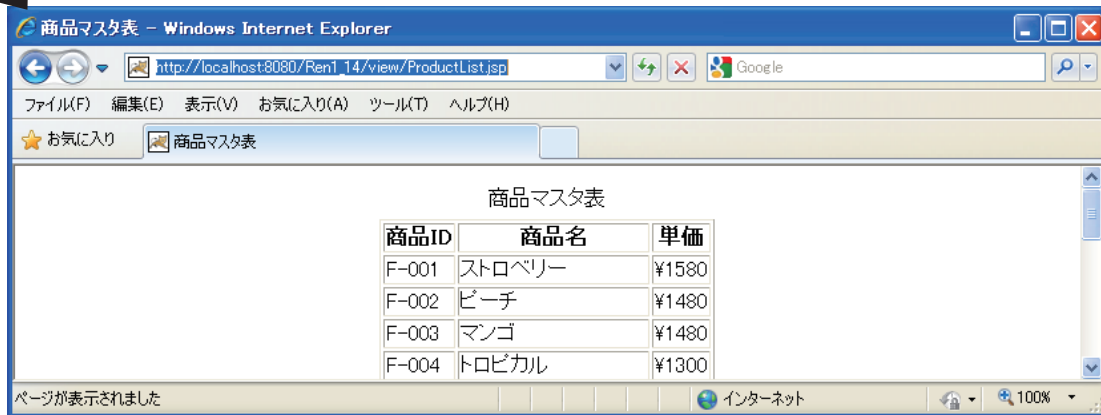 商品マスタ表 - Windows Internet Explorer
http://localhost:8080/Ren1_14/view/ProductList.jsp
Google
ファイル(F) 編集(E) 表示(V) お気に入り(A) ツール(T) ヘルプ(H)
お気に入り 商品マスタ表
商品マスタ表
商品ID 商品名 単価
F-001 ストロベリー ¥1580
F-002 ピーチ ¥1480
F-003 マンゴ ¥1480
F-004 トロピカル ¥1300
ページが表示されました インターネット 100%